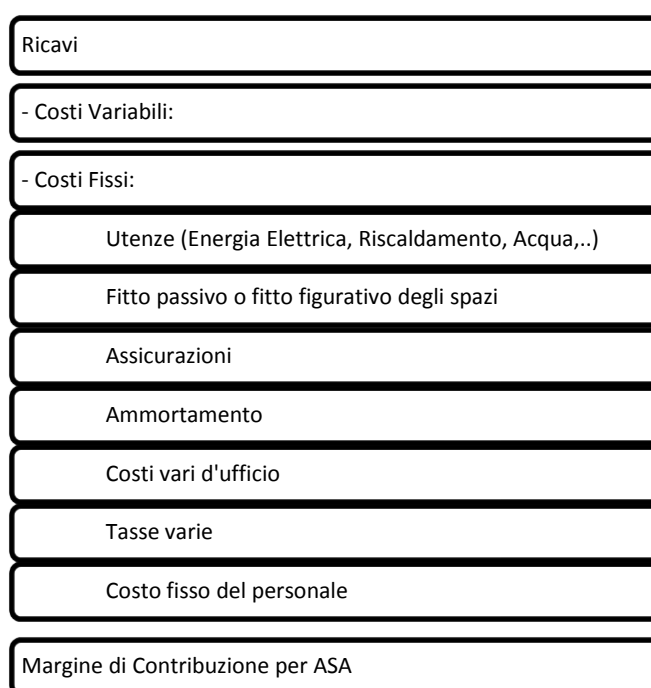 Ricavi
- Costi Variabili:
- Costi Fissi:
Utenze (Energia Elettrica, Riscaldamento, Acqua,..)
Fitto passivo o fitto figurativo degli spazi
Assicurazioni
Ammortamento
Costi vari d'ufficio
Tasse varie
Costo fisso del personale
Margine di Contribuzione per ASA